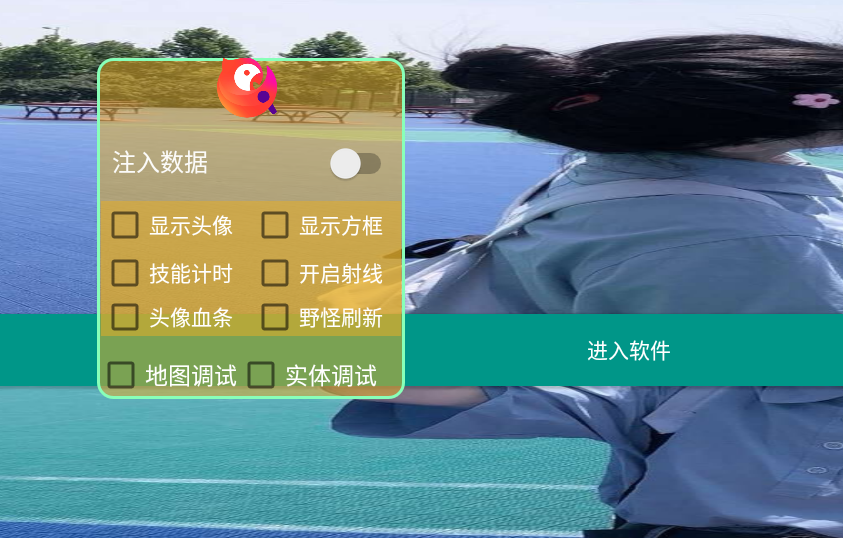 注入数据
显示头像 显示方框
技能计时 开启射线
头像血条 野怪刷新
进入软件
地图调试 实体调试